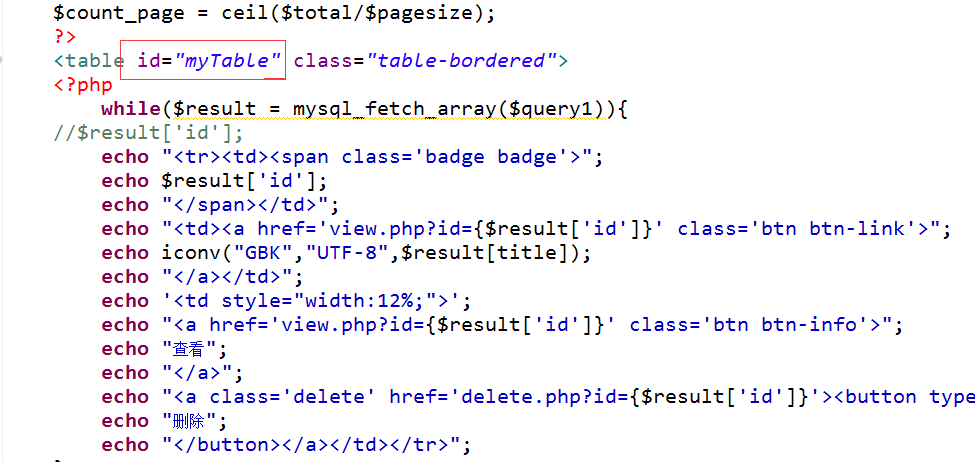 $count_page = ceil($total/$pagesize);
?>
<table id="myTable" class="table-bordered">
<?php
    while($result = mysql_fetch_array($query1)){
//$result['id'];
    echo "<tr><td><span class='badge badge'>";
    echo $result['id'];
    echo "</span></td>";
    echo "<td><a href='view.php?id={$result['id']}' class='btn btn-link'>";
    echo iconv("GBK","UTF-8",$result[title]);
    echo "</a></td>";
    echo '<td style="width:12%;">';
    echo "<a href='view.php?id={$result['id']}' class='btn btn-info'>";
    echo "查看";
    echo "</a>";
    echo "<a class='delete' href='delete.php?id={$result['id']}'><button type
    echo "删除";
    echo "</button></a></td></tr>";